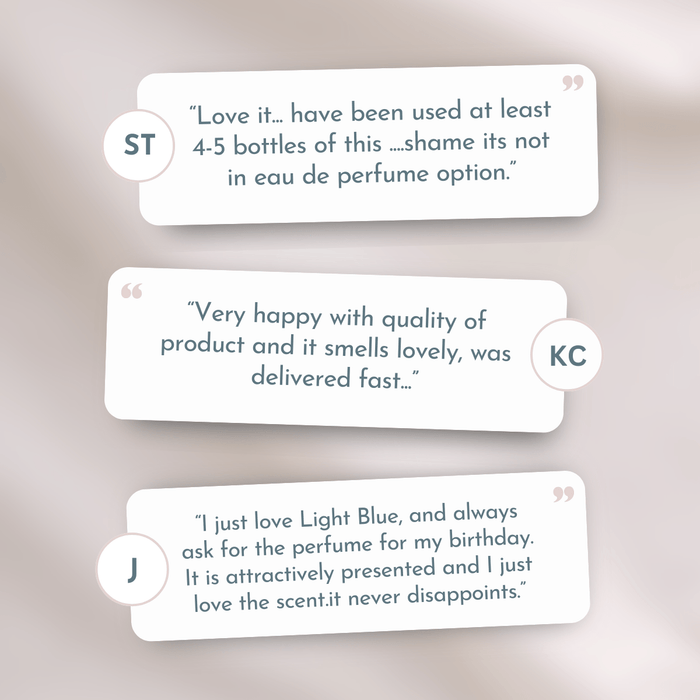 ST
“Love it... have been used at least
4-5 bottles of this ....shame its not
in eau de perfume option.”
”
“
“Very happy with quality of
product and it smells lovely, was
delivered fast...”
KC
J
“I just love Light Blue, and always
ask for the perfume for my birthday.
It is attractively presented and I just
love the scent.it never disappoints.”
”